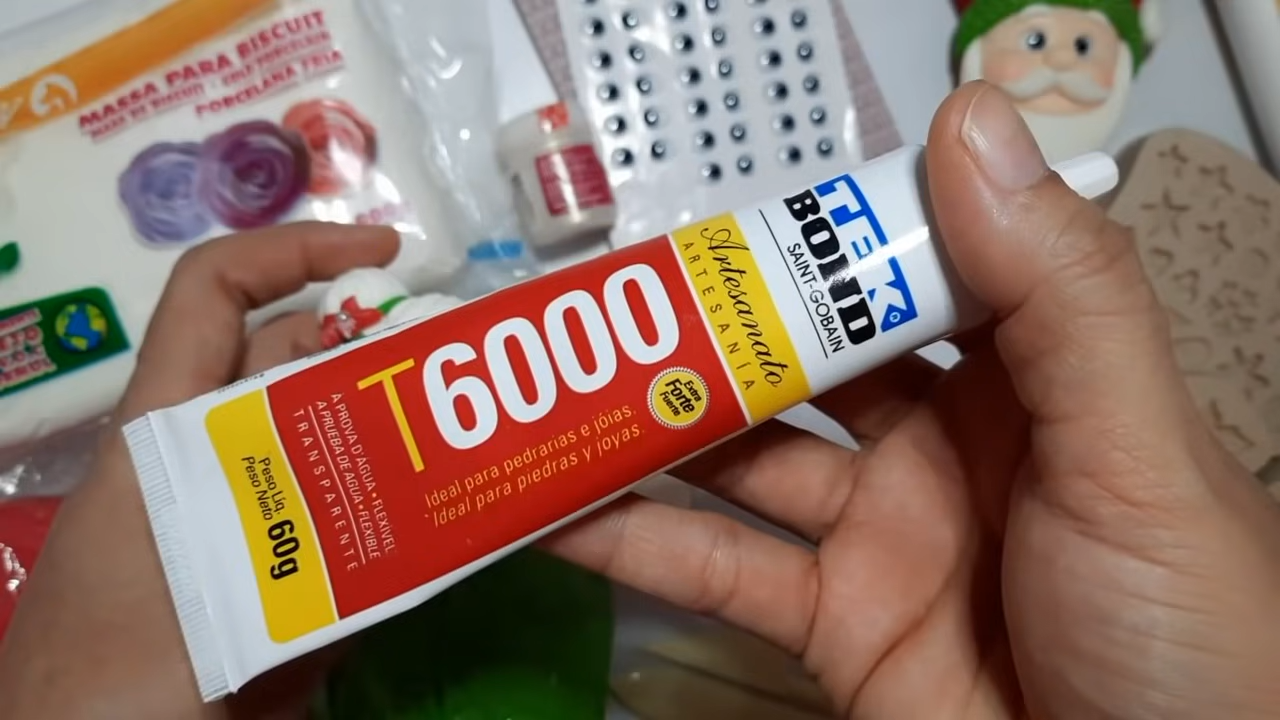 MASSA PARA BISCUIT
PORCELANA FRIA
TEK
BOND
SAINT-GOBAIN
Artesanato
ARTESANÍA
T6000
Extra
Forte
Fuerte
Ideal para pedrarias e jóias.
Ideal para piedras y joyas.
A PROVA D'ÁGUA • FLEXÍVEL
A PRUEBA DE AGUA • FLEXIBLE
TRANSPARENTE
Peso Líq.
Peso Neto 60g